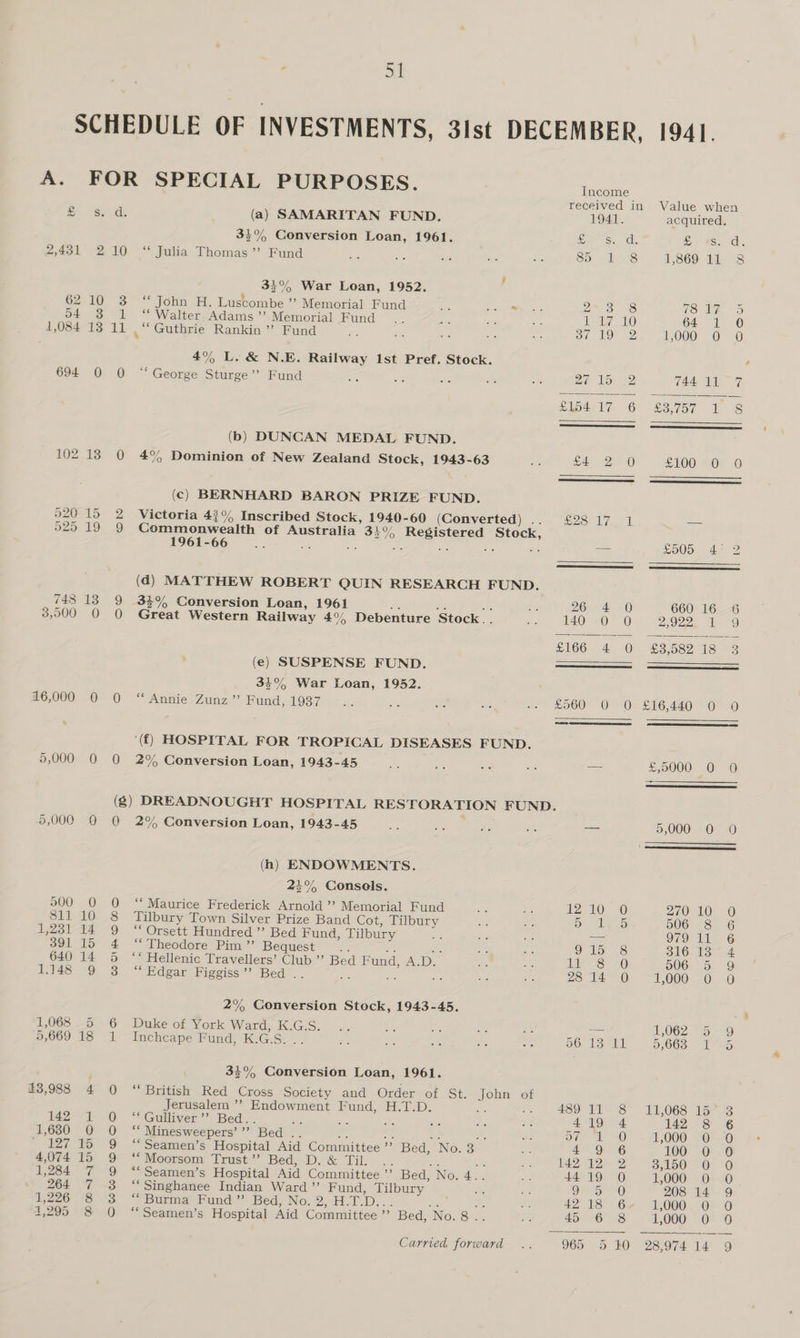 51
SCHEDULE OF INVESTMENTS, 31st DECEMBER, 1941.
A. FOR SPECIAL PURPOSES.
Income received in 1941. Value when acquired.
£ s. d. (a) SAMARITAN FUND. £ s. d. £ s. d.
3½% Conversion Loan, 1961.
2,431 2 10 “Julia Thomas” Fund .. .. .. .. .. 85 1 8 1,869 11 8
3½% War Loan, 1952.
62 10 3 “John H. Luscombe” Memorial Fund .. .. .. 2 3 8 78 17 5
54 3 1 “Walter Adams” Memorial Fund .. .. .. .. 1 17 10 64 1 0
1,084 13 11 “Guthrie Rankin” Fund .. .. .. .. .. 37 19 2 1,000 0 0
4% L. & N.E. Railway 1st Pref. Stock.
694 0 0 “George Sturge” Fund .. .. .. .. .. 27 15 2 744 11 7
£154 17 6 £3,757 1 8
(b) DUNCAN MEDAL FUND.
102 13 0 4% Dominion of New Zealand Stock, 1943-63 .. £4 2 0 £100 0 0
(c) BERNHARD BARON PRIZE FUND.
520 15 2 Victoria 4¾% Inscribed Stock, 1940-60 (Converted) .. £28 17 1 —
525 19 9 Commonwealth of Australia 3½% Registered Stock,
1961-66 .. .. .. .. .. .. — £505 4 2
(d) MATTHEW ROBERT QUIN RESEARCH FUND.
748 13 9 3½% Conversion Loan, 1961 .. .. .. .. 26 4 0 660 16 6
3,500 0 0 Great Western Railway 4% Debenture Stock.. .. 140 0 0 2,922 1 9
£166 4 0 £3,582 18 3
(e) SUSPENSE FUND.
3½% War Loan, 1952.
16,000 0 0 “Annie Zunz” Fund, 1937 .. .. .. .. £560 0 0 £16,440 0 0
(f) HOSPITAL FOR TROPICAL DISEASES FUND.
5,000 0 0 2% Conversion Loan, 1943-45 .. .. .. .. — £,5000 0 0
(g) DREADNOUGHT HOSPITAL RESTORATION FUND.
5,000 0 0 2% Conversion Loan, 1943-45 .. .. .. .. — 5,000 0 0
(h) ENDOWMENTS.
2½% Consols.
500 0 0 “Maurice Frederick Arnold” Memorial Fund .. .. 12 10 0 270 10 0
811 10 8 Tilbury Town Silver Prize Band Cot, Tilbury .. .. 5 1 5 506 8 6
1,231 14 9 “Orsett Hundred” Bed Fund, Tilbury .. .. .. — 979 11 6
391 15 4 “Theodore Pim” Bequest .. .. .. .. 9 15 8 316 13 4
640 14 5 “Hellenic Travellers’ Club” Bed Fund, A.D. .. .. 11 8 0 506 5 9
1,148 9 3 “Edgar Figgiss” Bed .. .. .. .. .. 28 14 0 1,000 0 0
2% Conversion Stock, 1943-45.
1,068 5 6 Duke of York Ward, K.G.S. .. .. .. .. — 1,062 5 9
5,669 18 1 Inchcape Fund, K.G.S. .. .. .. .. .. 56 13 11 5,663 1 5
3½% Conversion Loan, 1961.
13,988 4 0 “British Red Cross Society and Order of St. John of
Jerusalem” Endowment Fund, H.T.D. .. .. 489 11 8 11,068 15 3
142 1 0 “Gulliver” Bed.. .. .. .. .. .. 4 19 4 142 8 6
1,630 0 0 “Minesweepers’” Bed .. .. .. .. .. 57 1 0 1,000 0 0
127 15 9 “Seamen’s Hospital Aid Committee” Bed, No. 3 .. 4 9 6 100 0 0
4,074 15 9 “Moorsom Trust” Bed, D. & Til. .. .. .. 142 12 2 3,150 0 0
1,284 7 9 “Seamen’s Hospital Aid Committee” Bed, No. 4.. .. 44 19 0 1,000 0 0
264 7 3 “Singhanee Indian Ward” Fund, Tilbury .. .. 9 5 0 208 14 9
1,226 8 3 “Burma Fund” Bed, No. 2, H.T.D... .. .. 42 18 6 1,000 0 0
1,295 8 0 “Seamen’s Hospital Aid Committee” Bed, No. 8 .. .. 45 6 8 1,000 0 0
Carried forward .. 965 5 10 28,974 14 9